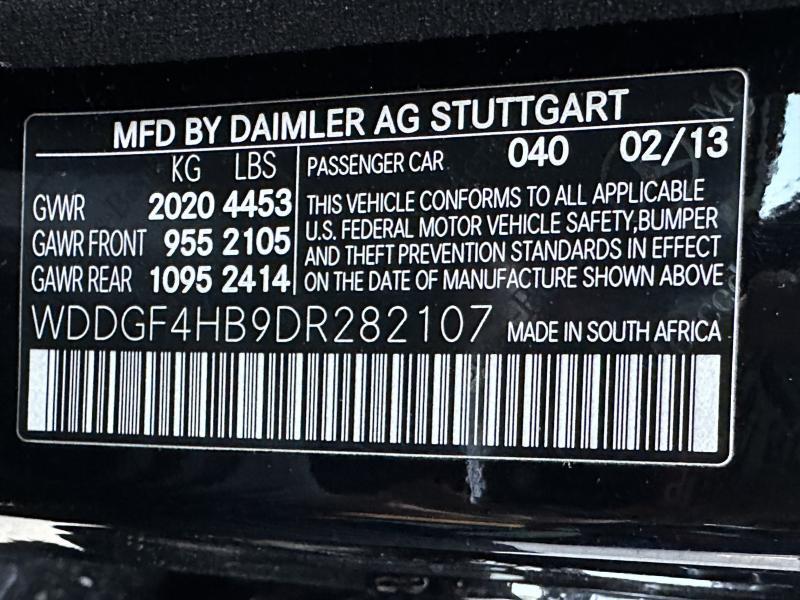 MFD BY DAIMLER AG STUTTGART
KG LBS
GVWR 2020 4453
GAWR FRONT 955 2105
GAWR REAR 1095 2414
PASSENGER CAR 040 02/13
THIS VEHICLE CONFORMS TO ALL APPLICABLE
U.S. FEDERAL MOTOR VEHICLE SAFETY,BUMPER
AND THEFT PREVENTION STANDARDS IN EFFECT
ON THE DATE OF MANUFACTURE SHOWN ABOVE
WDDGF4HB9DR282107 MADE IN SOUTH AFRICA